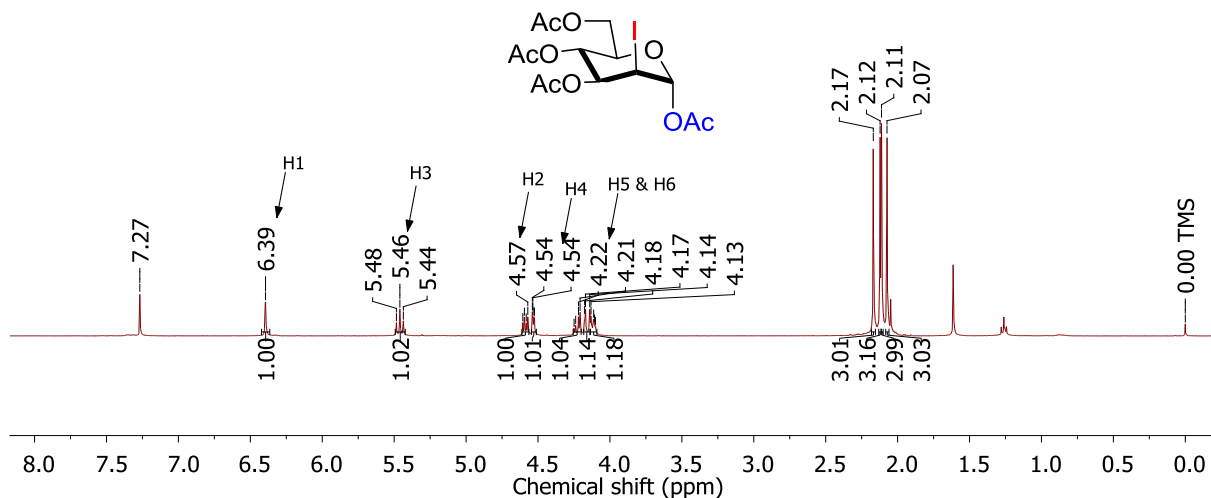 AcO
I
AcO
O
AcO
OAc
H1
H3
H2
H4
H5 & H6
7.27
6.39
5.48
5.46
5.44
4.57
4.54
4.54
4.22
4.21
4.18
4.17
4.14
4.13
2.17
2.12
2.11
2.07
0.00 TMS
1.00
1.02
1.00
1.01
1.04
1.14
1.18
3.01
3.16
2.99
3.03
8.0 7.5 7.0 6.5 6.0 5.5 5.0 4.5 4.0 3.5 3.0 2.5 2.0 1.5 1.0 0.5 0.0
Chemical shift (ppm)